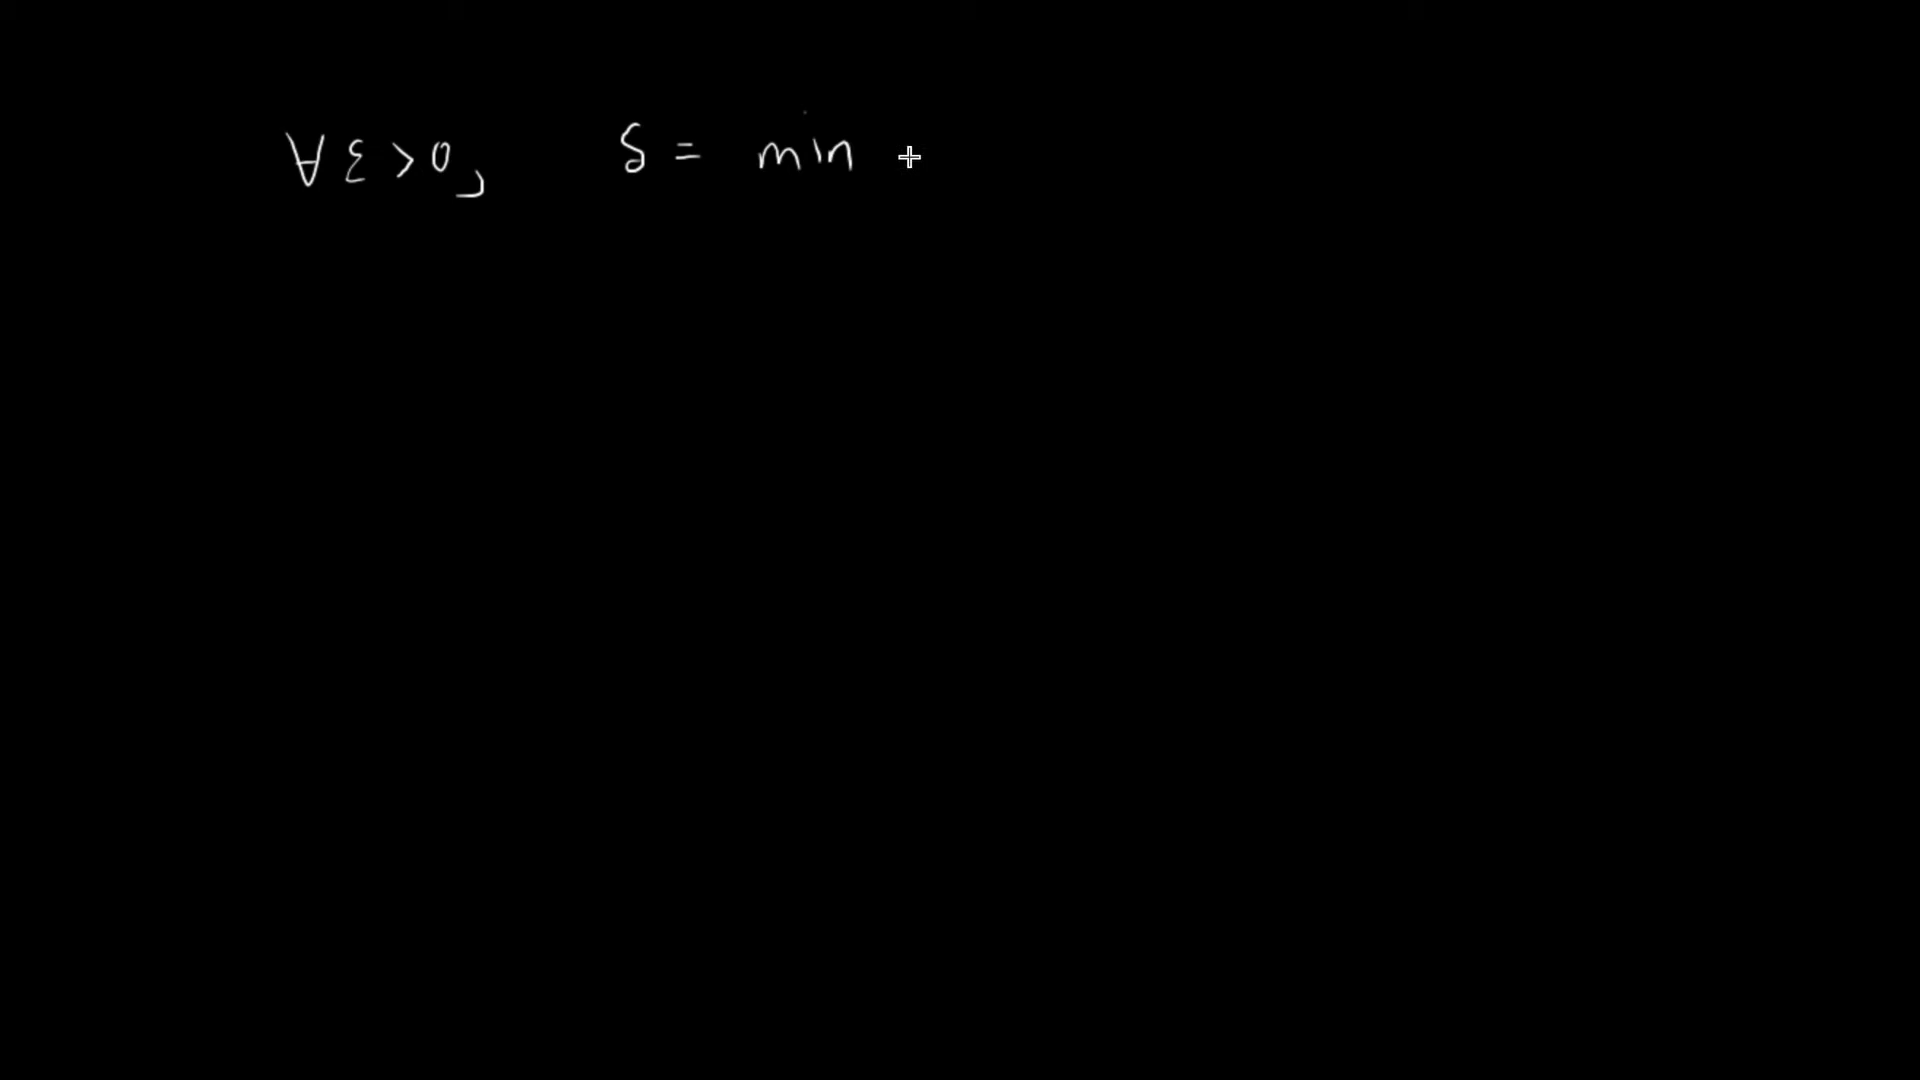 ∀ ε > 0, δ = min